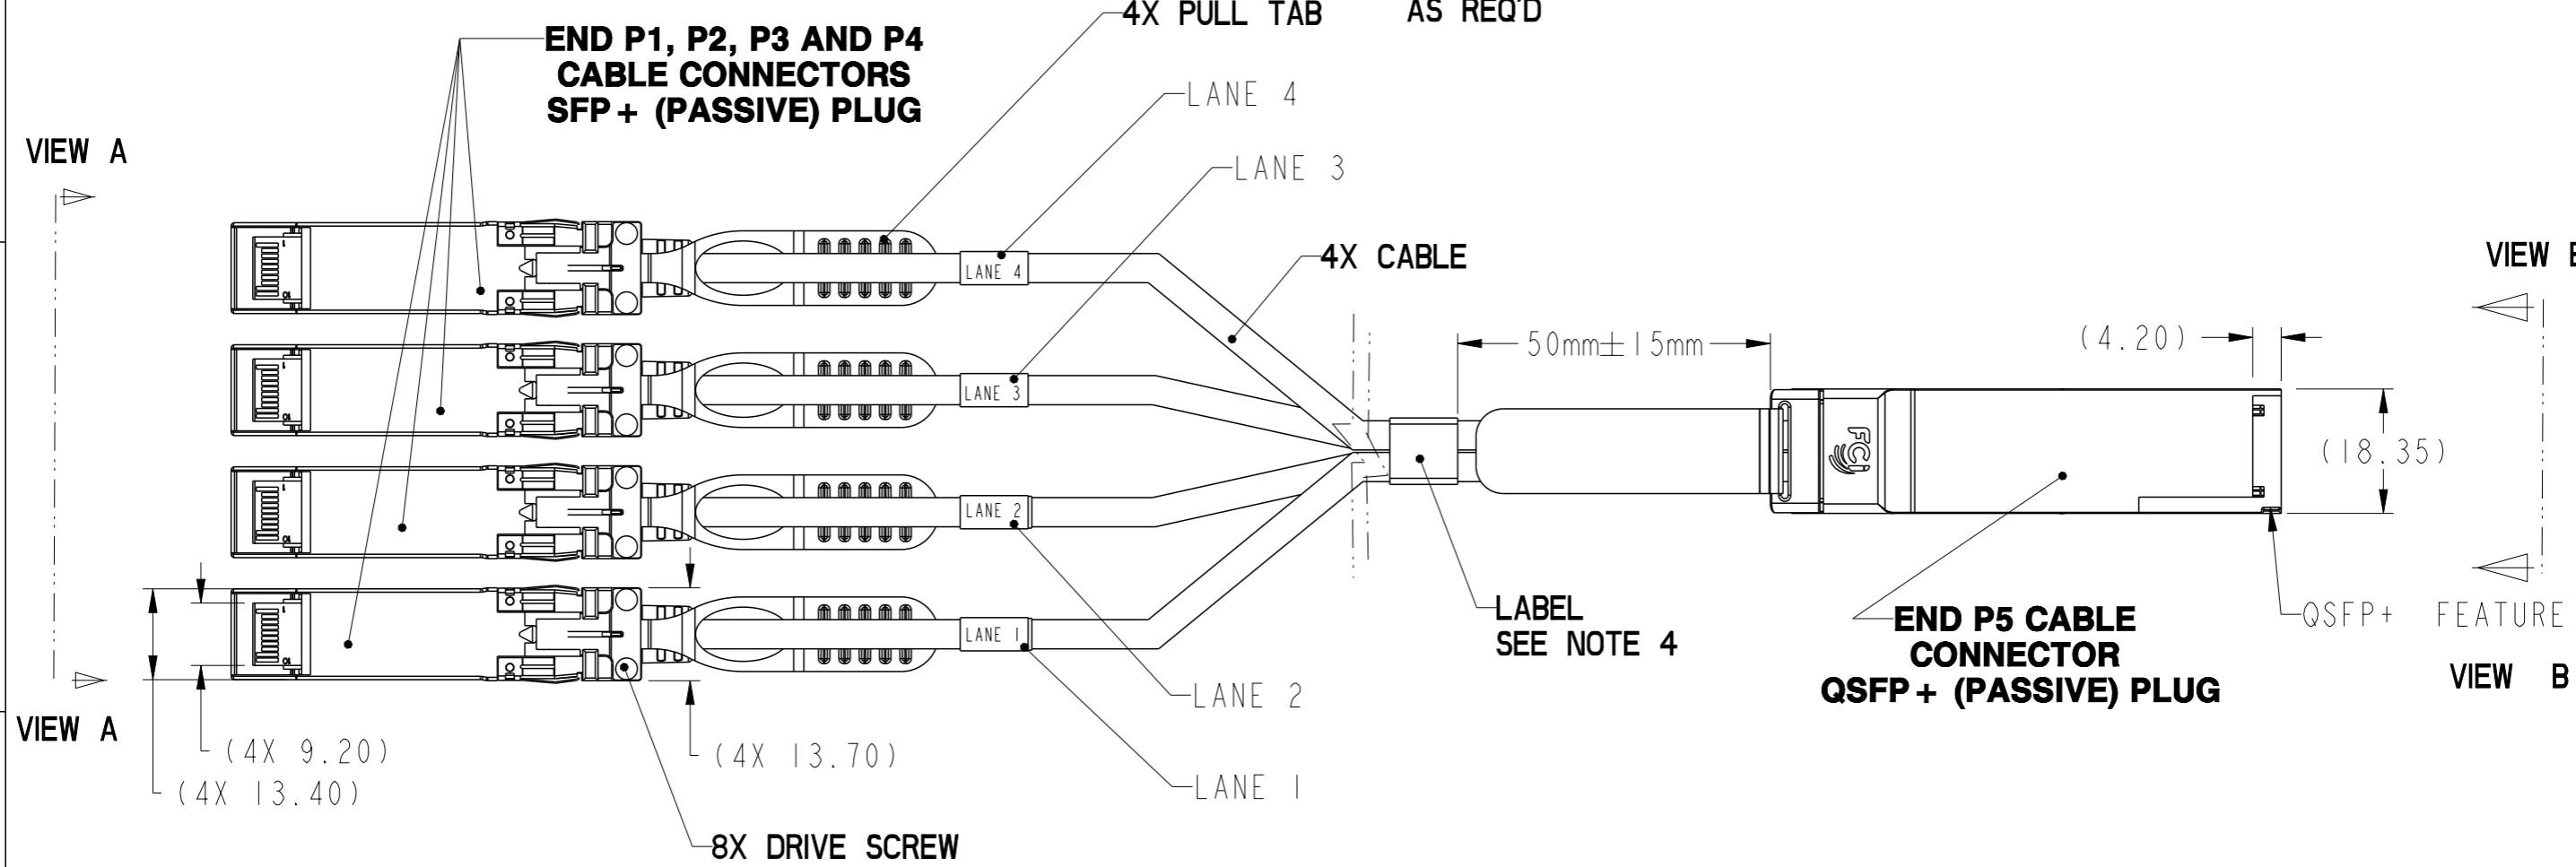 4X PULL TAB AS REQ'D
END P1, P2, P3 AND P4
CABLE CONNECTORS
SFP+ (PASSIVE) PLUG
LANE 4
VIEW A
LANE 3
4X CABLE
VIEW
LANE 4
50mm±15mm
(4.20)
LANE 3
FCI
(18.35)
LANE 2
LABEL
SEE NOTE 4
END P5 CABLE
CONNECTOR
QSFP+ (PASSIVE) PLUG
QSFP+ FEATURE
LANE 1
VIEW B
LANE 2
VIEW A
(4X 9.20)
(4X 13.70)
(4X 13.40)
LANE 1
8X DRIVE SCREW